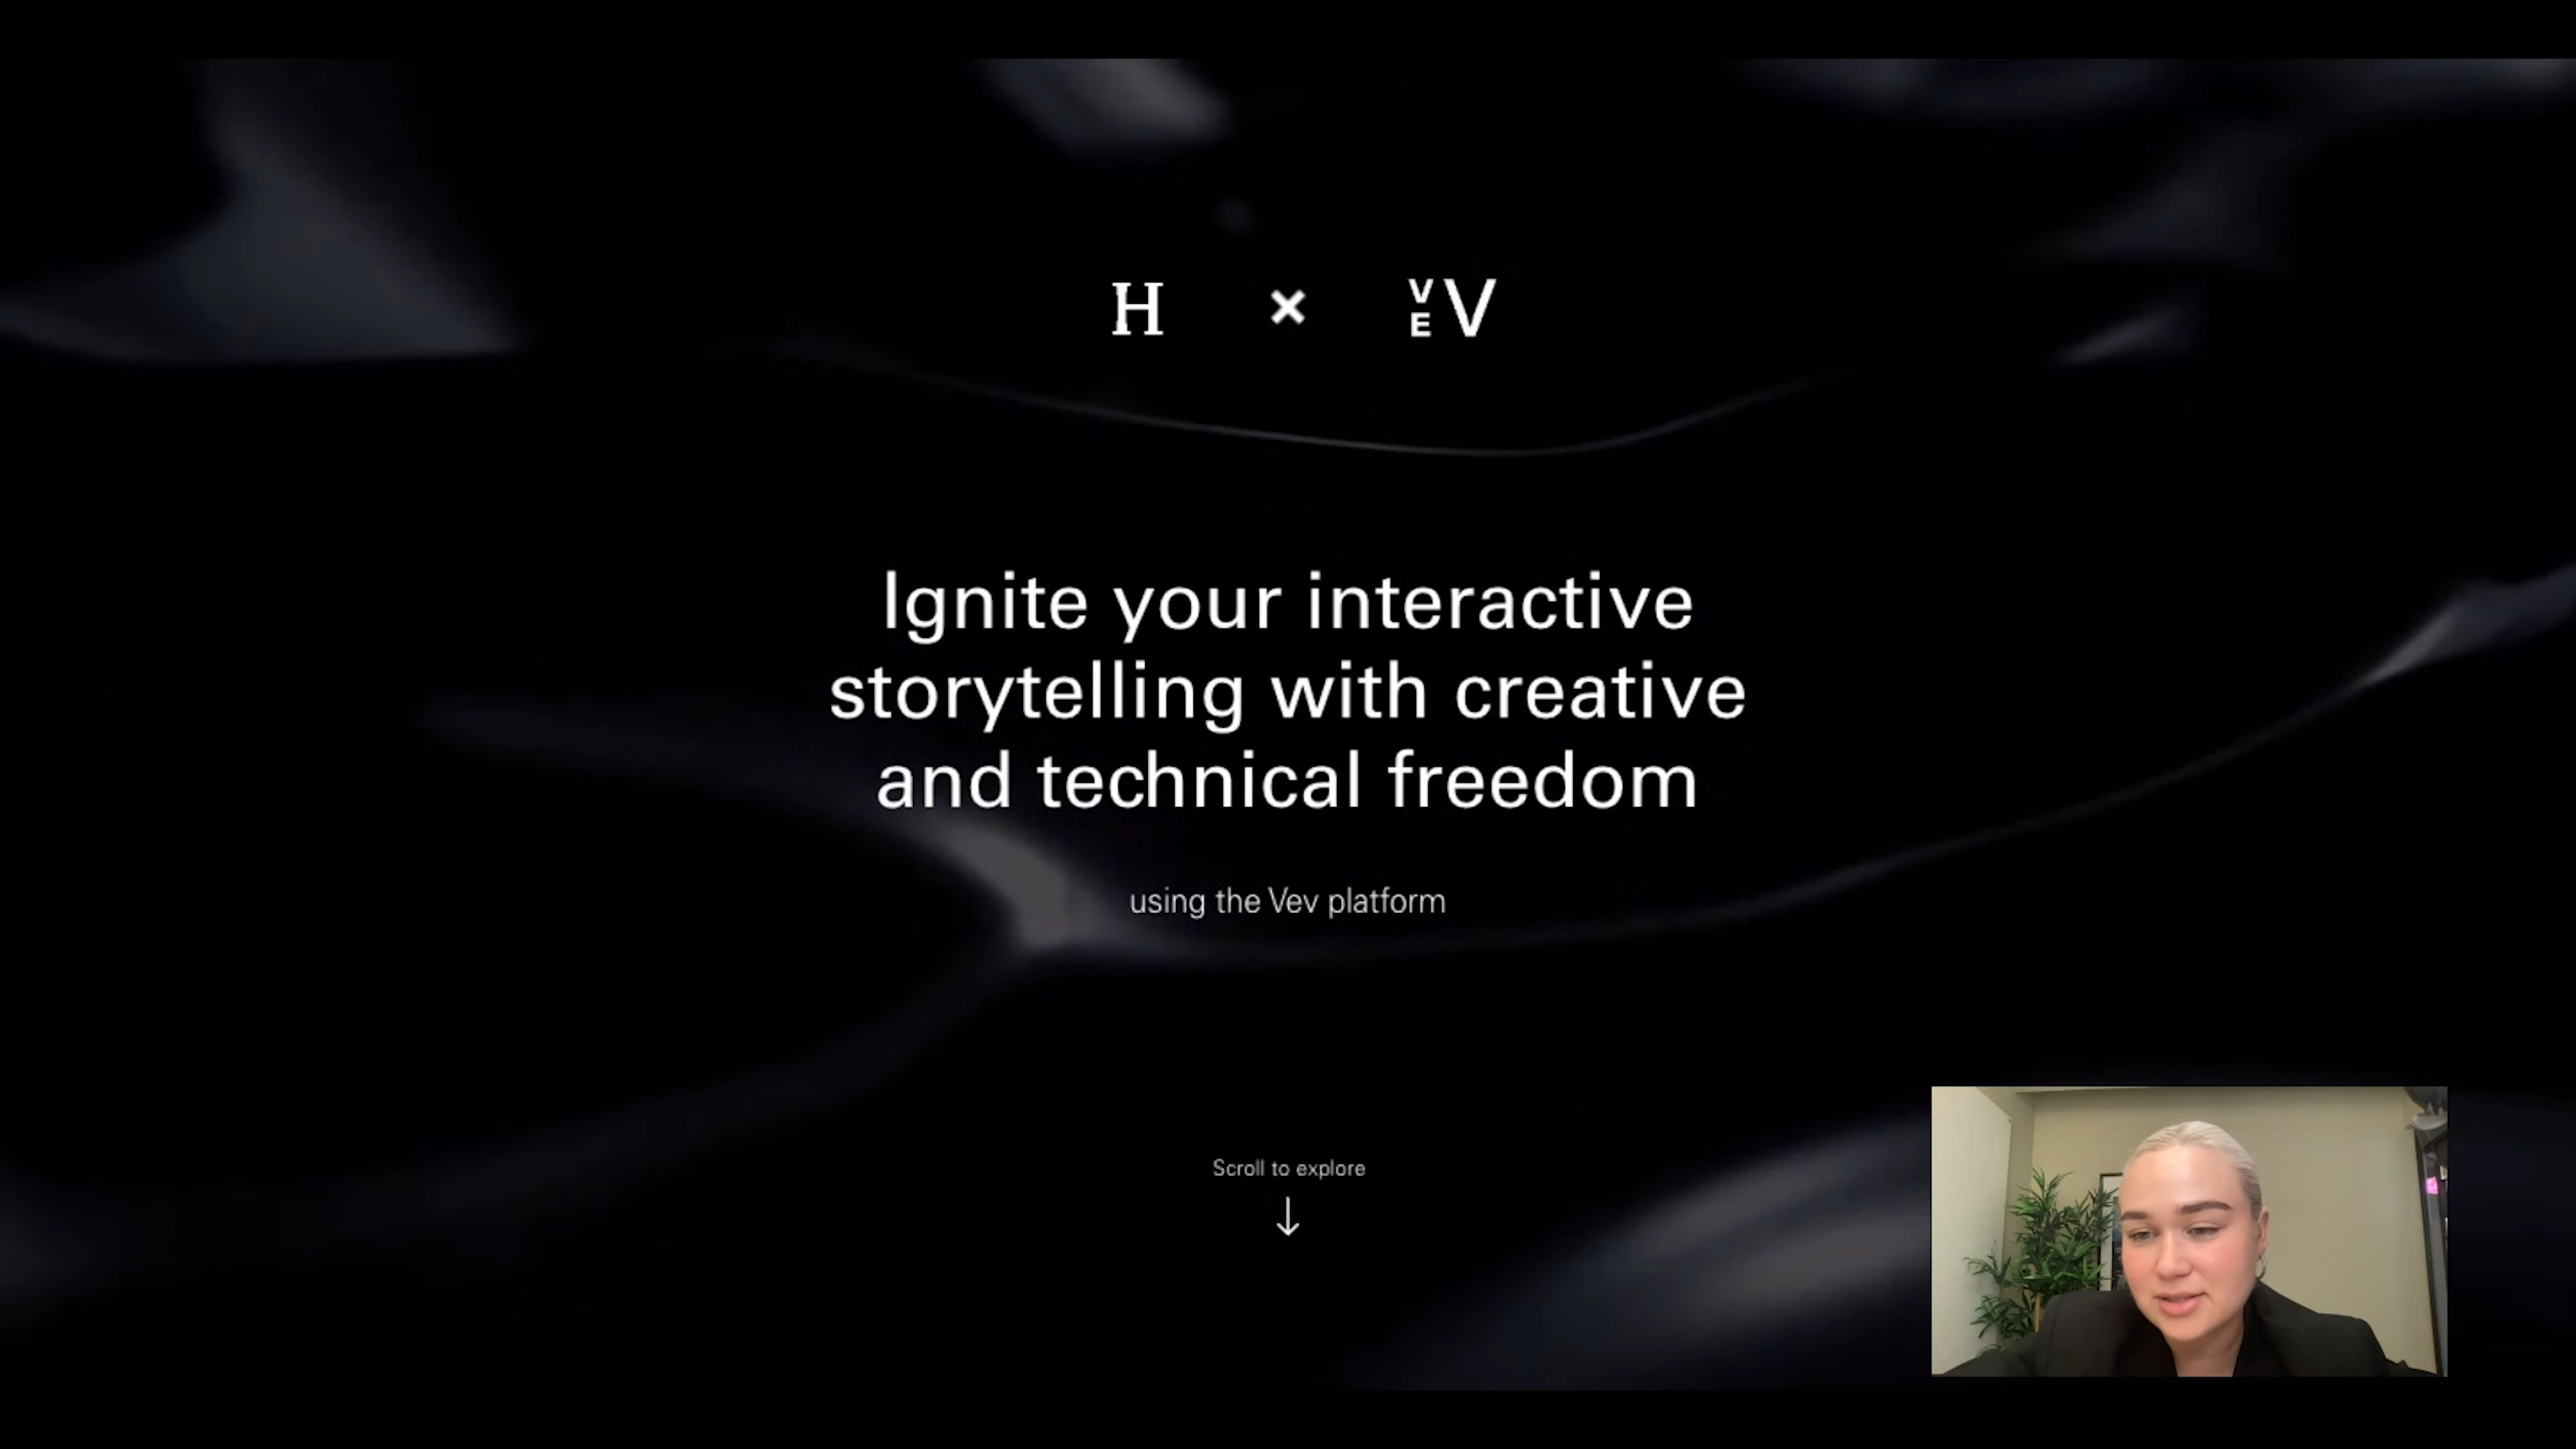 H × VEV
Ignite your interactive
storytelling with creative
and technical freedom
using the Vev platform
Scroll to explore